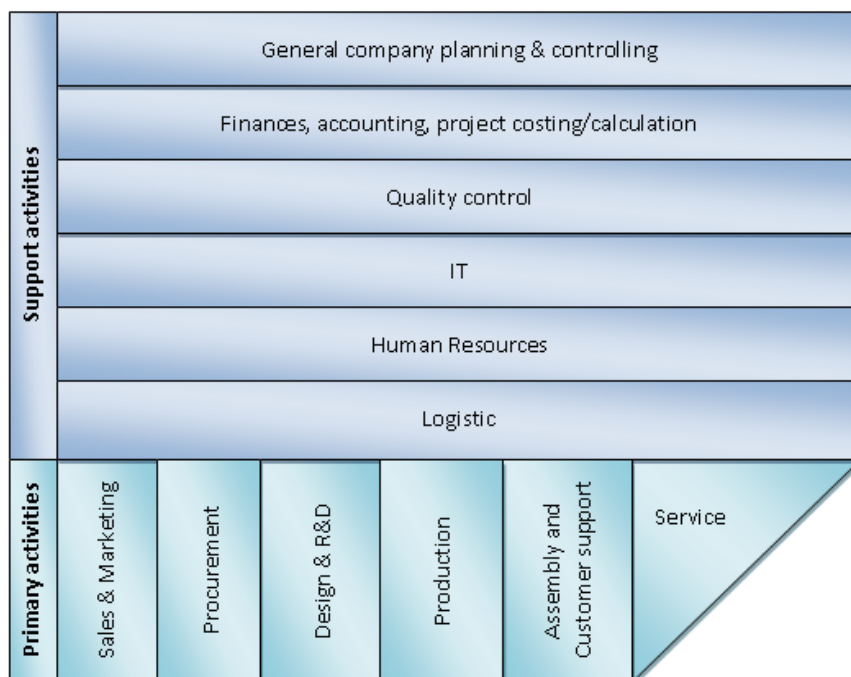 Support activities
General company planning & controlling
Finances, accounting, project costing/calculation
Quality control
IT
Human Resources
Logistic
Primary activities
Sales & Marketing
Procurement
Design & R&D
Production
Assembly and
Customer support
Service